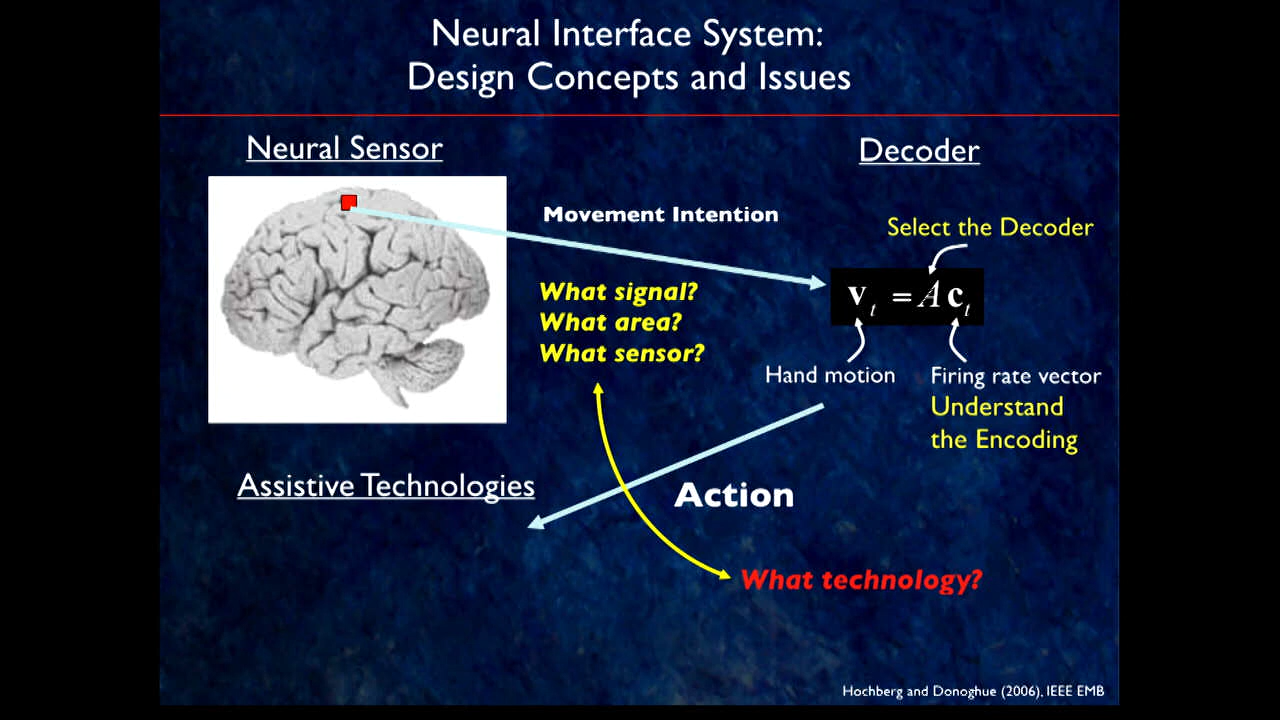 Neural Interface System:
Design Concepts and Issues
Neural Sensor
Decoder
Movement Intention
Select the Decoder
What signal?
What area?
What sensor?
v_t = A c_t
Hand motion
Firing rate vector
Understand
the Encoding
Assistive Technologies
Action
What technology?
Hochberg and Donoghue (2006), IEEE EMB